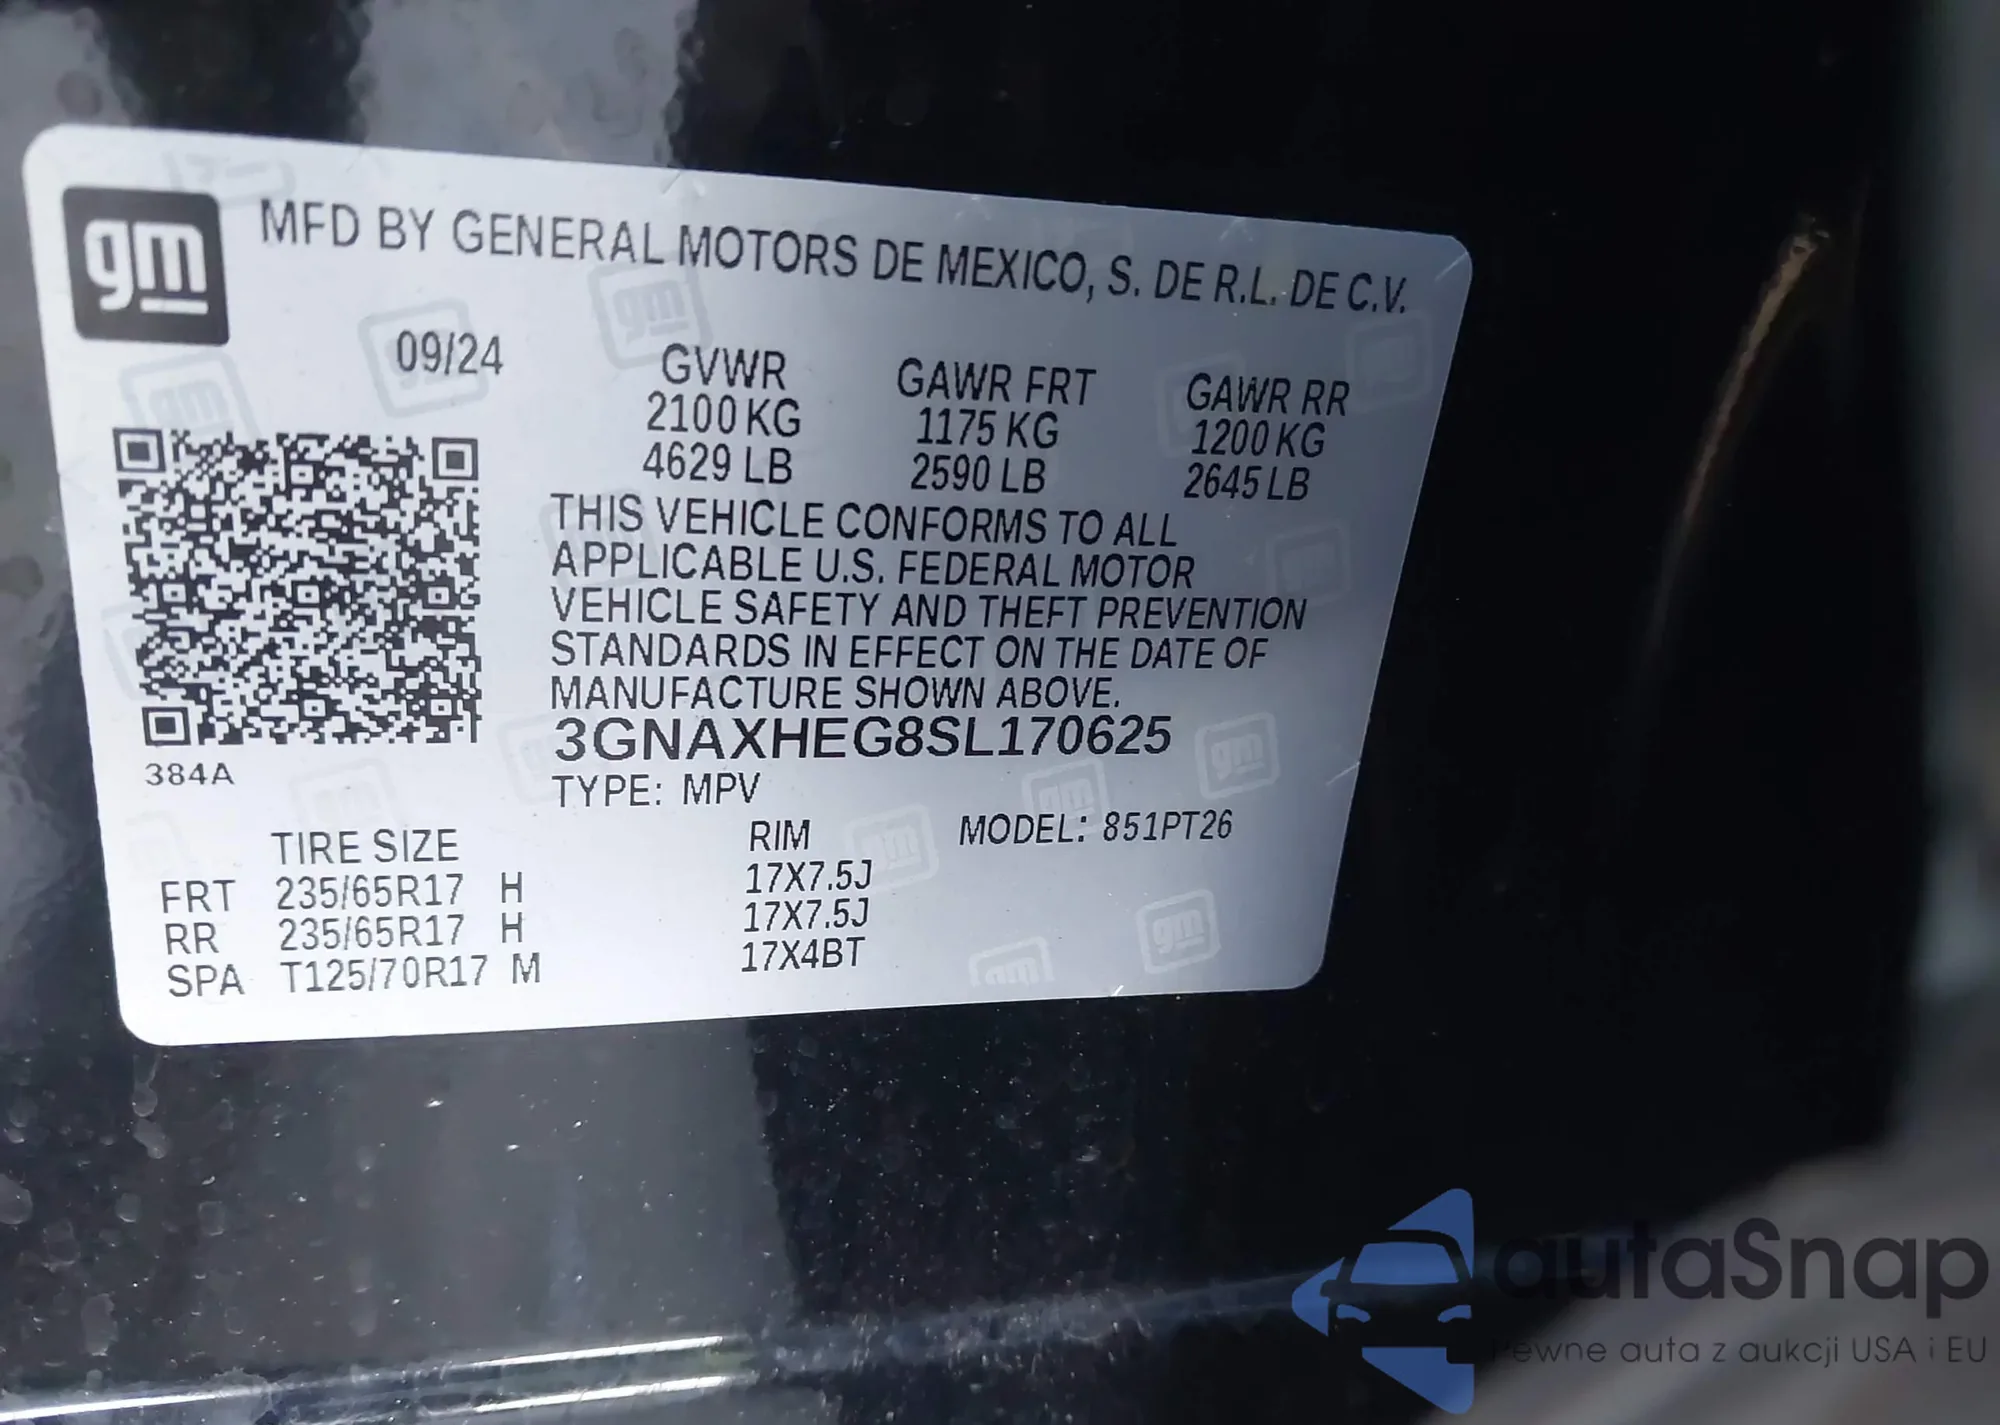 gm
MFD BY GENERAL MOTORS DE MEXICO, S. DE R.L. DE C.V.
09/24
GVWR GAWR FRT GAWR RR
2100 KG 1175 KG 1200 KG
4629 LB 2590 LB 2645 LB
THIS VEHICLE CONFORMS TO ALL
APPLICABLE U.S. FEDERAL MOTOR
VEHICLE SAFETY AND THEFT PREVENTION
STANDARDS IN EFFECT ON THE DATE OF
MANUFACTURE SHOWN ABOVE.
3GNAXHEG8SL170625
384A
TYPE: MPV
TIRE SIZE RIM MODEL: 851PT26
FRT 235/65R17 H 17X7.5J
RR 235/65R17 H 17X7.5J
SPA T125/70R17 M 17X4BT
autaSnap
Pewne auta z aukcji USA i EU